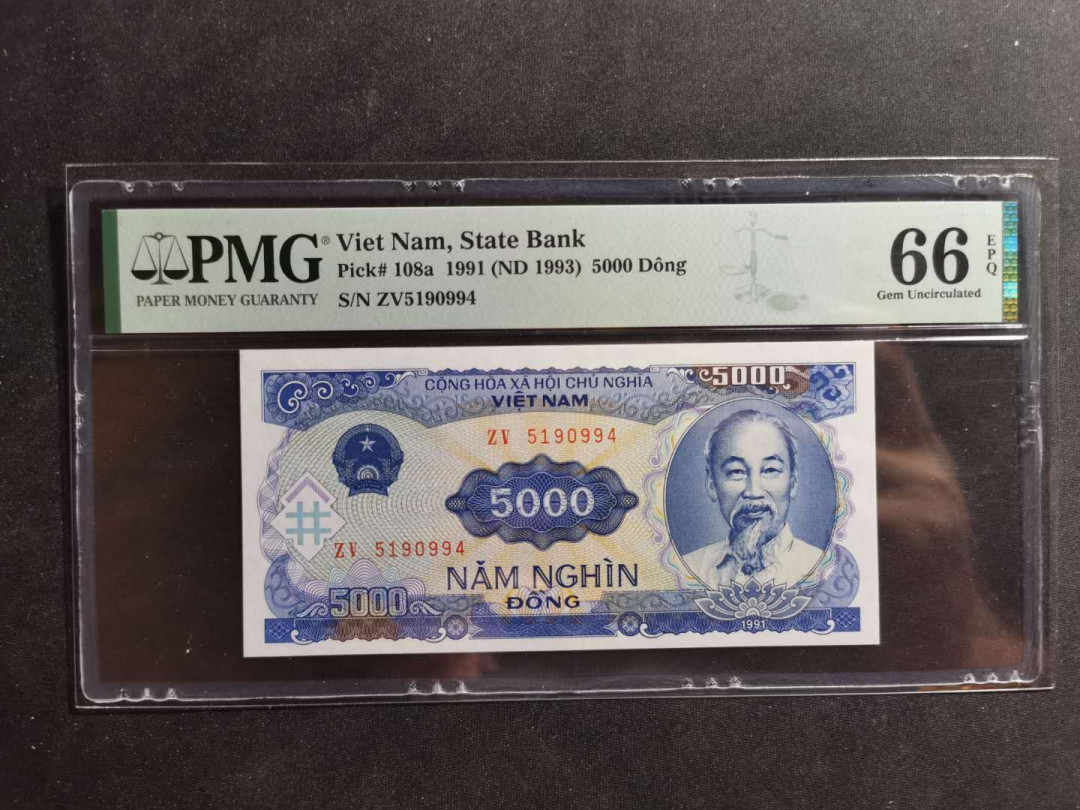 PMG®
PAPER MONEY GUARANTY
Viet Nam, State Bank
Pick# 108a 1991 (ND 1993) 5000 Dông
S/N ZV5190994
66
EPQ
Gem Uncirculated
CỘNG HÒA XÃ HỘI CHỦ NGHĨA
VIỆT NAM
5000
ZV 5190994
5000
ZV 5190994
NĂM NGHÌN
ĐỒNG
5000
1991